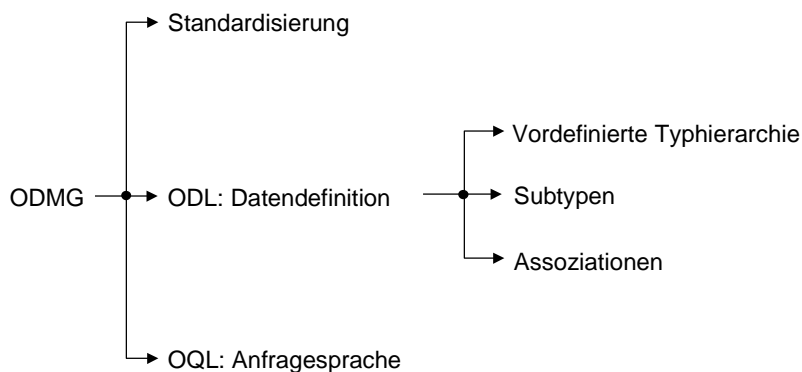 Standardisierung
Vordefinierte Typhierarchie
ODMG
ODL: Datendefinition
Subtypen
Assoziationen
OQL: Anfragesprache